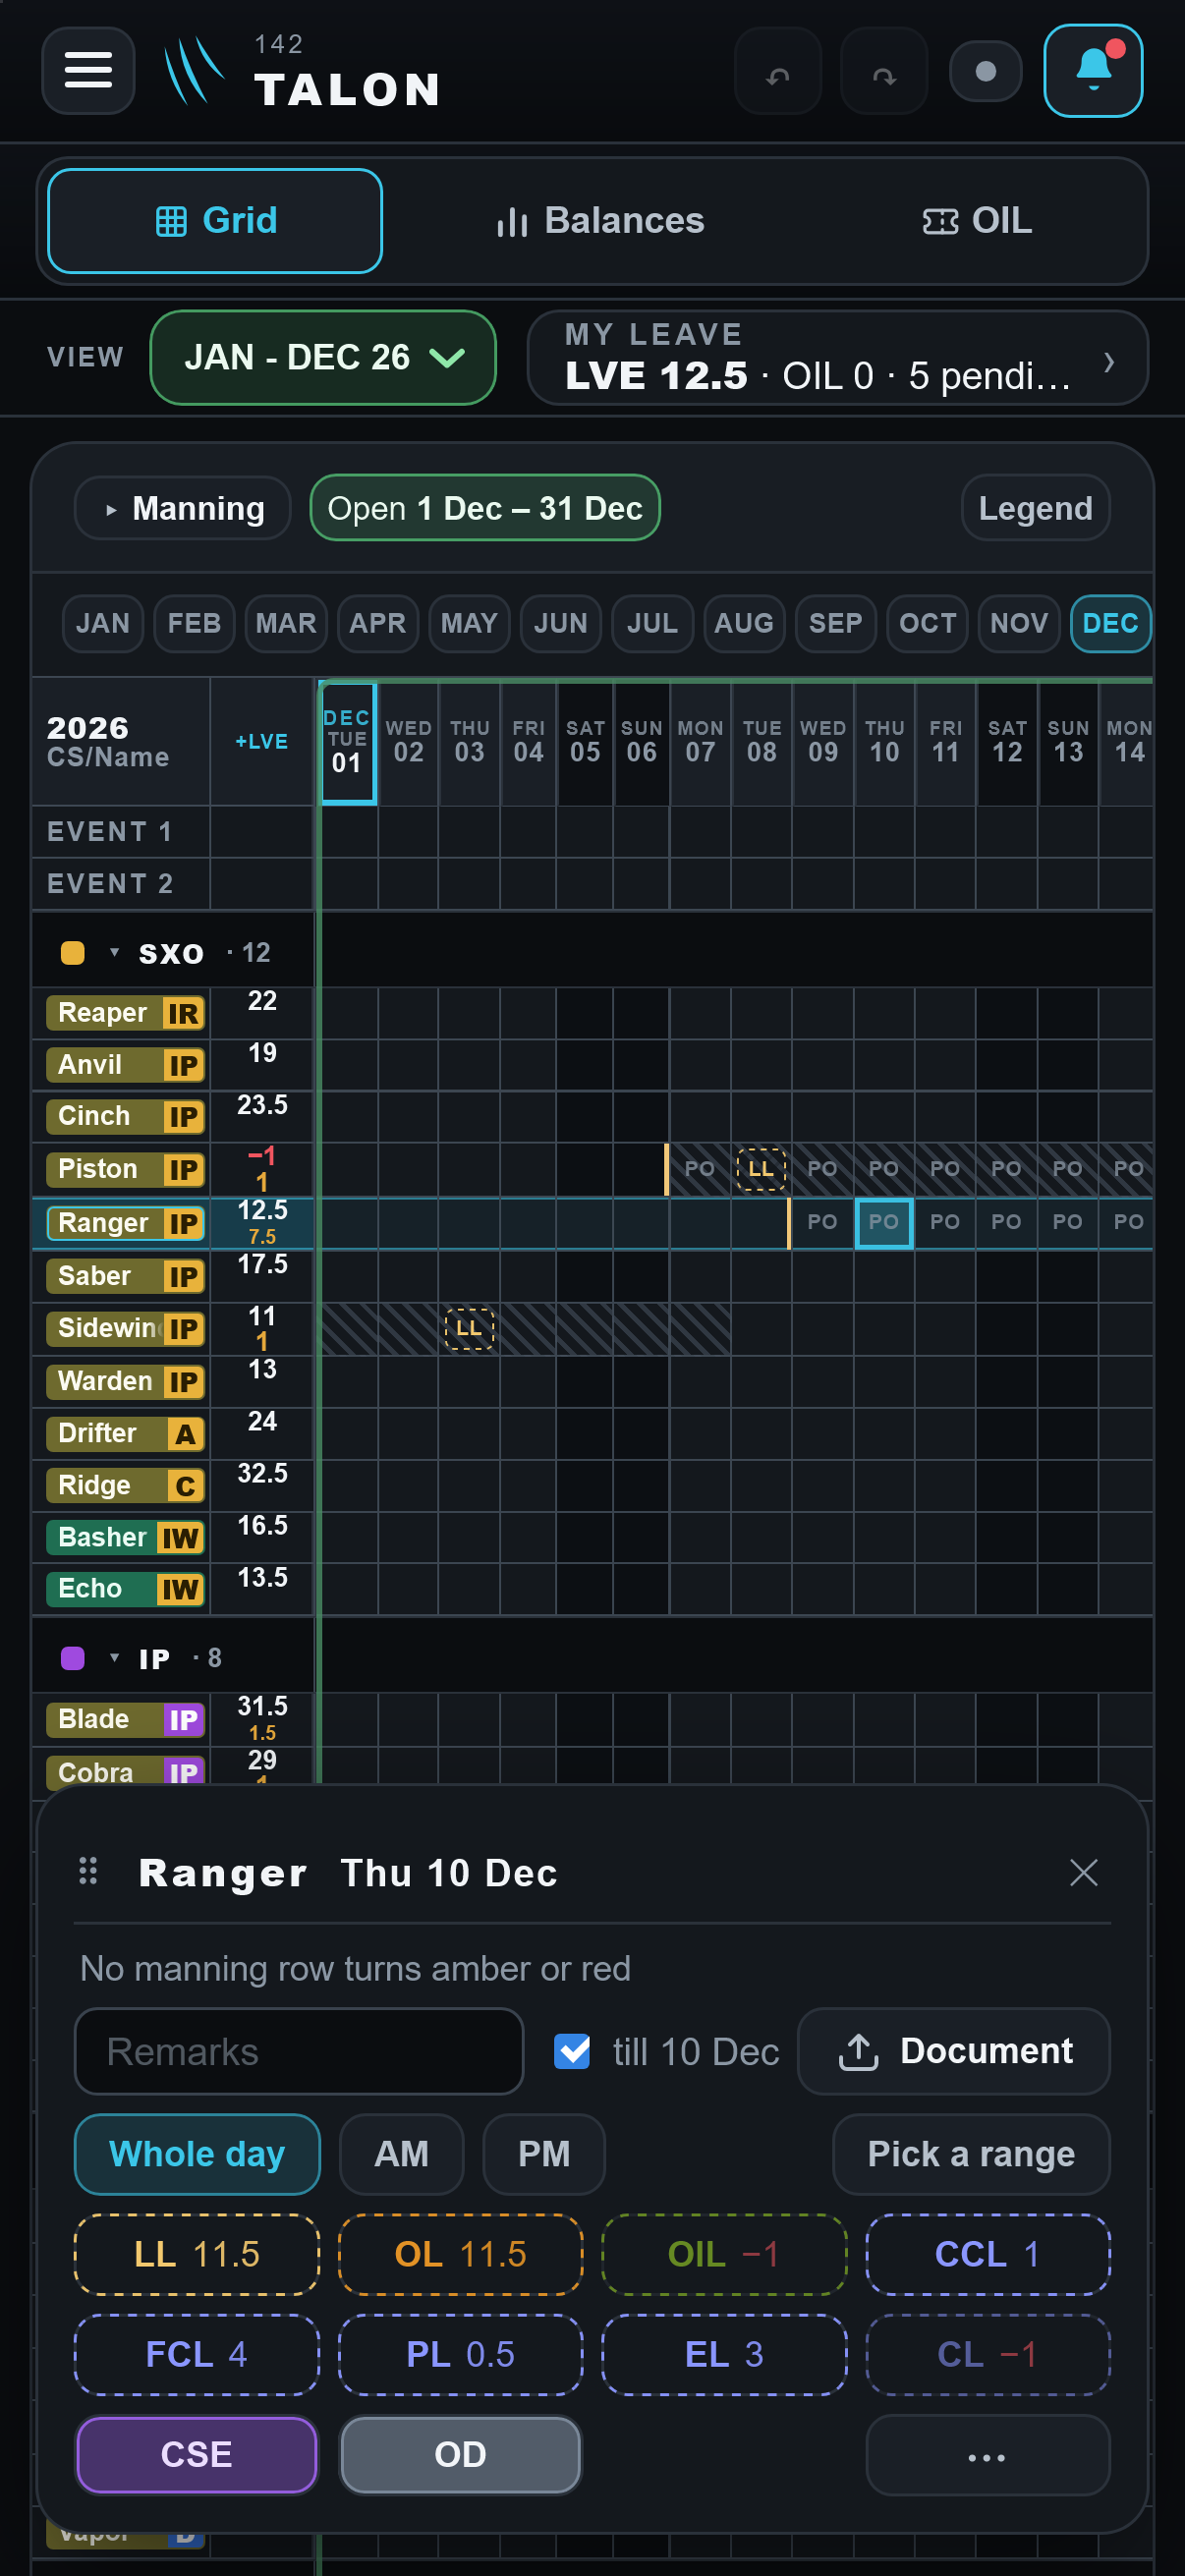 142
TALON
Grid
Balances
OIL
VIEW
JAN - DEC 26
MY LEAVE
LVE 12.5 · OIL 0 · 5 pendi…
Manning
Open 1 Dec – 31 Dec
Legend
JAN FEB MAR APR MAY JUN JUL AUG SEP OCT NOV DEC
2026
CS/Name
+LVE
DEC TUE 01
WED 02
THU 03
FRI 04
SAT 05
SUN 06
MON 07
TUE 08
WED 09
THU 10
FRI 11
SAT 12
SUN 13
MON 14
EVENT 1
EVENT 2
SXO · 12
Reaper IR 22
Anvil IP 19
Cinch IP 23.5
Piston IP −1 1 PO LL PO PO PO PO PO PO
Ranger IP 12.5 7.5 PO PO PO PO PO PO
Saber IP 17.5
Sidewin IP 11 1 LL
Warden IP 13
Drifter A 24
Ridge C 32.5
Basher IW 16.5
Echo IW 13.5
IP · 8
Blade IP 31.5 1.5
Cobra IP 29 1
Ranger Thu 10 Dec
No manning row turns amber or red
Remarks
till 10 Dec
Document
Whole day
AM
PM
Pick a range
LL 11.5
OL 11.5
OIL −1
CCL 1
FCL 4
PL 0.5
EL 3
CL −1
CSE
OD
...